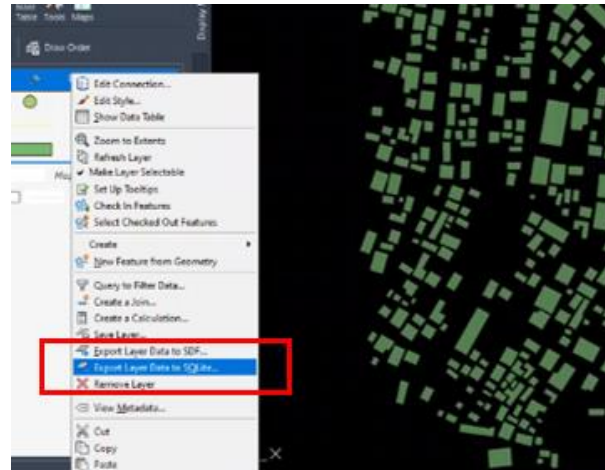 Table Tools Maps
Draw Order
Edit Connection...
Edit Style...
Show Data Table
Zoom to Extents
Refresh Layer
Make Layer Selectable
Set Up Tooltips
Check In Features
Select Checked Out Features
Create
New Feature from Geometry
Query to Filter Data...
Create a Join...
Create a Calculation...
Save Layer...
Export Layer Data to SDF...
Export Layer Data to SQLite...
Remove Layer
View Metadata...
Cut
Copy
Paste
X